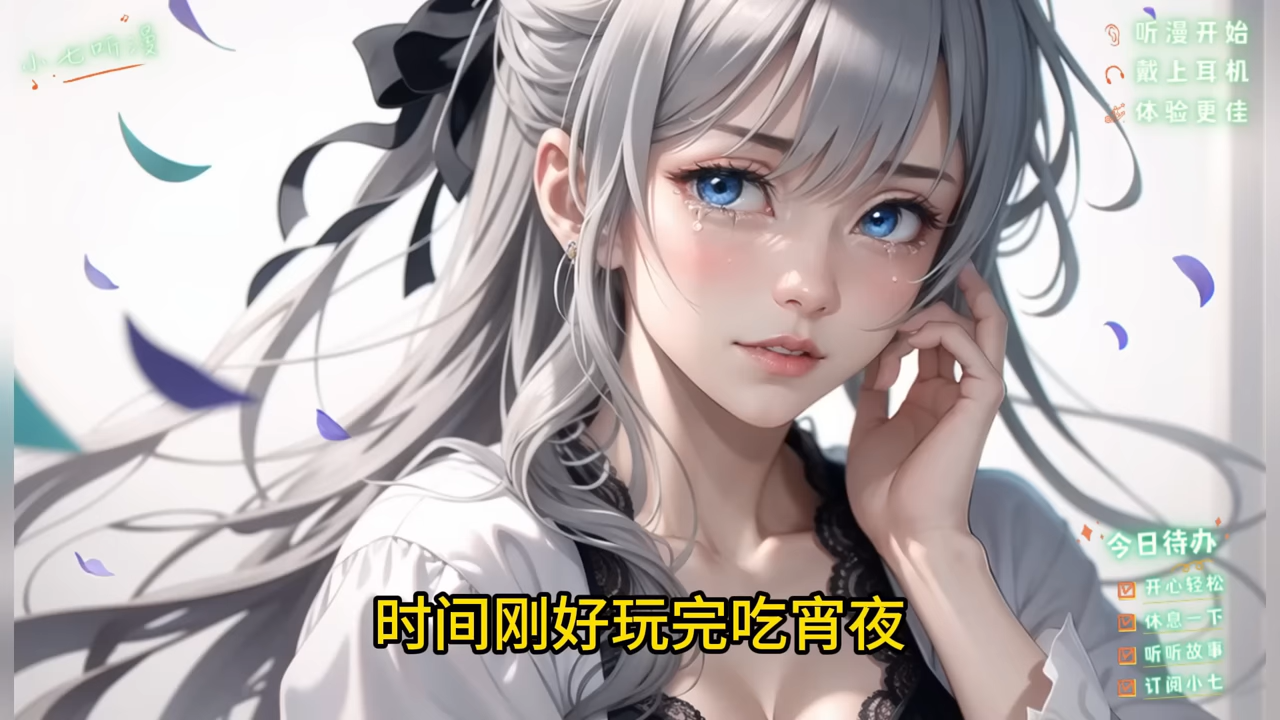 小七听漫
听漫开始
戴上耳机
体验更佳
时间刚好玩完吃宵夜
今日待办
开心轻松
休息一下
听听故事
订阅小七